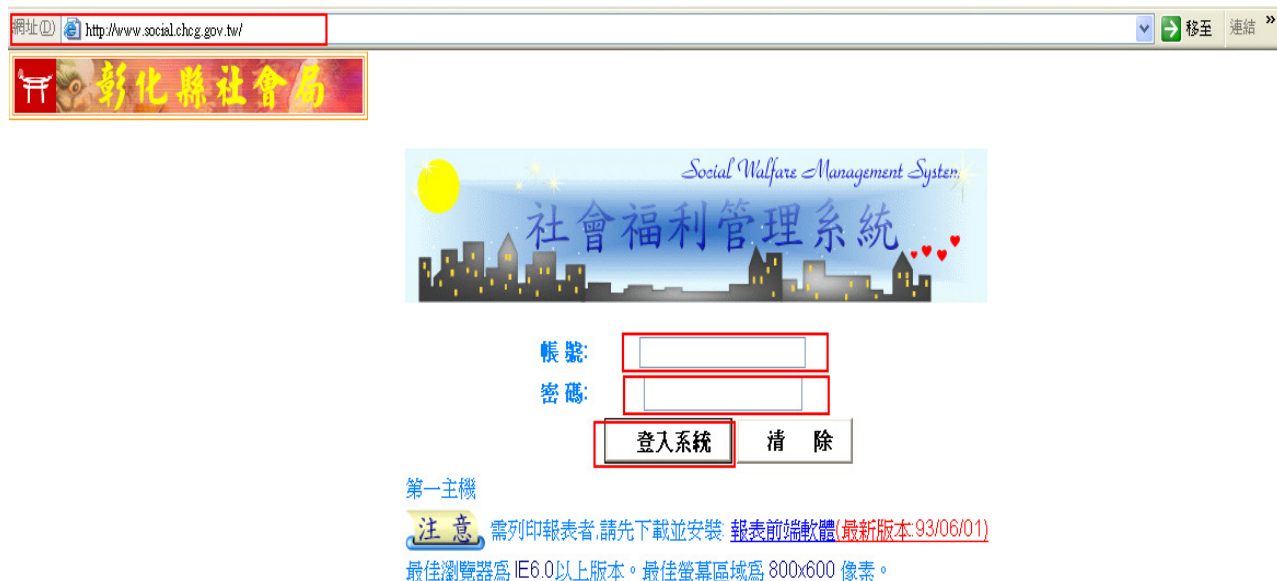 網址(D) http://www.social.chcg.gov.tw/ 移至 連結 »
彰化縣社會局
Social Walfare Management System
社會福利管理系統
帳號:
密碼:
登入系統 清 除
第一主機
注意 需列印報表者,請先下載並安裝: 報表前端軟體(最新版本:93/06/01)
最佳瀏覽器為 IE6.0以上版本。最佳螢幕區域為 800x600 像素。